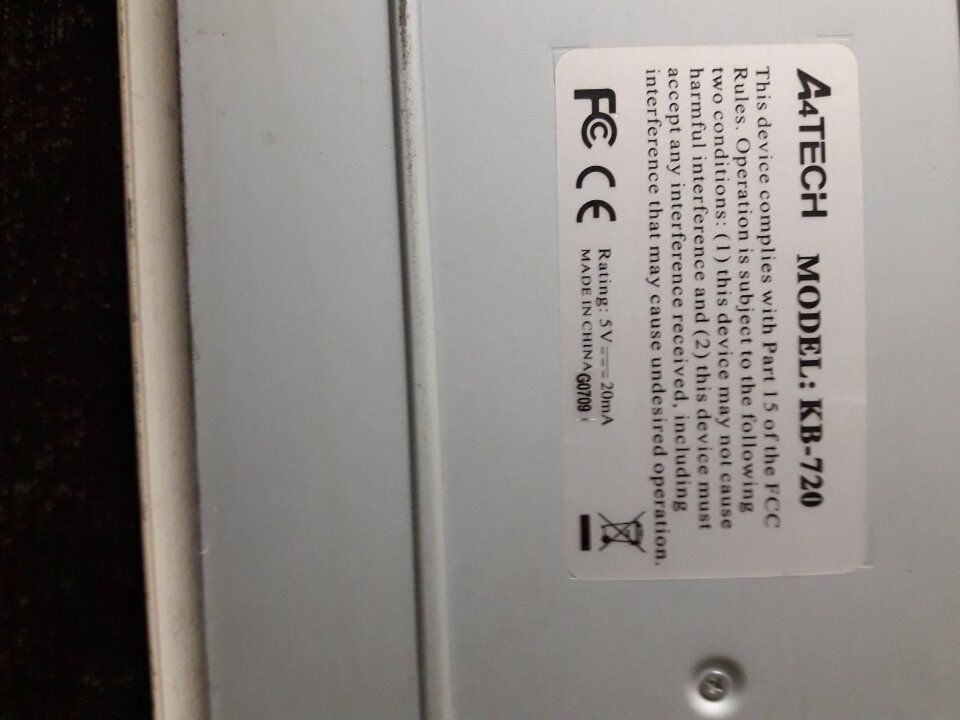 A4TECH MODEL: KB-720
This device complies with Part 15 of the FCC
Rules. Operation is subject to the following
two conditions: (1) this device may not cause
harmful interference and (2) this device must
accept any interference received, including
interference that may cause undesired operation.
FC CE Rating: 5V⎓20mA
MADE IN CHINA G0709